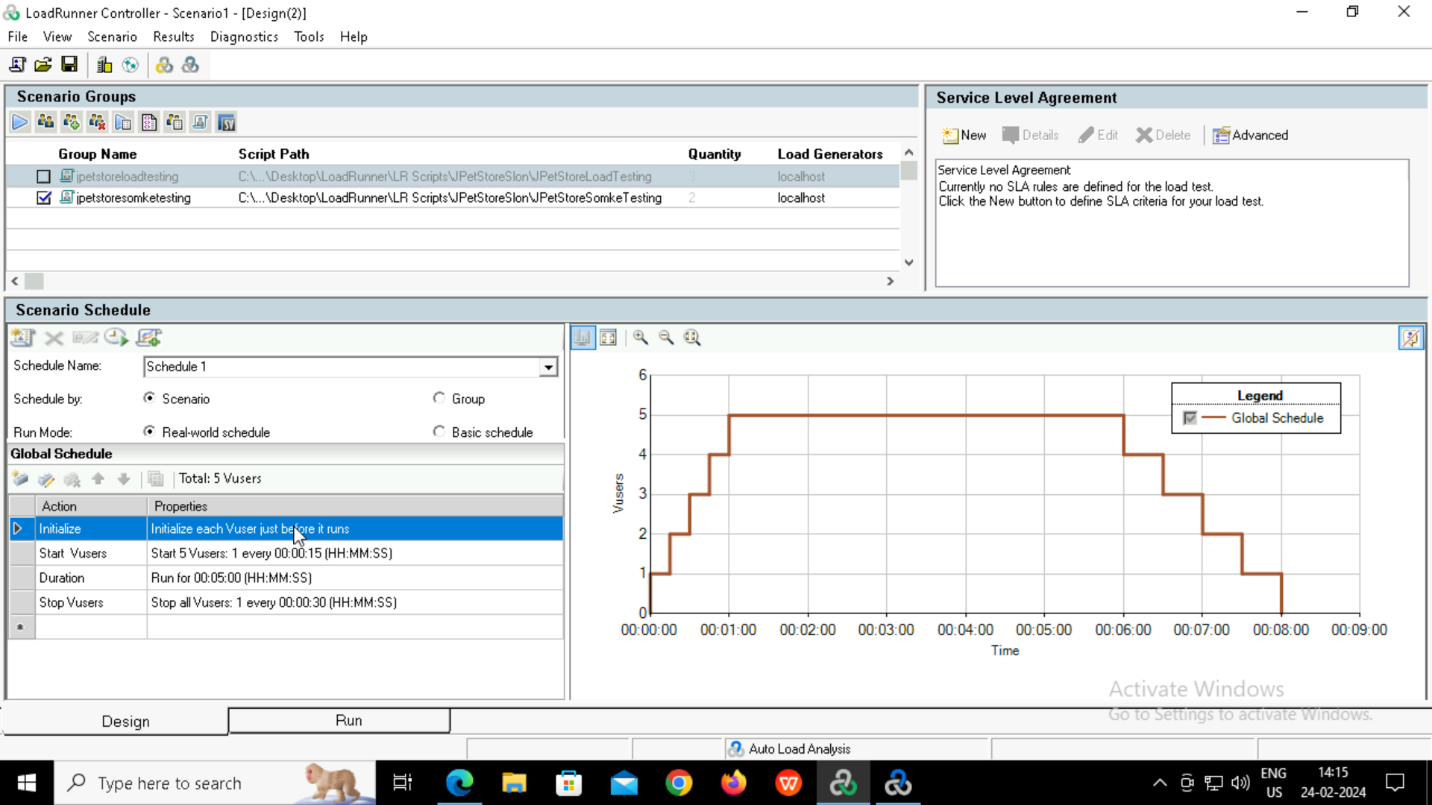 LoadRunner Controller - Scenario1 - [Design(2)]
File View Scenario Results Diagnostics Tools Help
Scenario Groups
Group Name Script Path Quantity Load Generators
jpetstoreloadtesting C:\...\Desktop\LoadRunner\LR Scripts\JPetStoreSlon\JPetStoreLoadTesting 3 localhost
jpetstoresomketesting C:\...\Desktop\LoadRunner\LR Scripts\JPetStoreSlon\JPetStoreSomkeTesting 2 localhost
Service Level Agreement
New Details Edit Delete Advanced
Service Level Agreement
Currently no SLA rules are defined for the load test.
Click the New button to define SLA criteria for your load test.
Scenario Schedule
Schedule Name: Schedule 1
Schedule by: Scenario Group
Run Mode: Real-world schedule Basic schedule
Global Schedule
Total: 5 Vusers
Action Properties
Initialize Initialize each Vuser just before it runs
Start Vusers Start 5 Vusers: 1 every 00:00:15 (HH:MM:SS)
Duration Run for 00:05:00 (HH:MM:SS)
Stop Vusers Stop all Vusers: 1 every 00:00:30 (HH:MM:SS)
*
Legend
Global Schedule
6
5
4
3
2
1
0
Vusers
00:00:00 00:01:00 00:02:00 00:03:00 00:04:00 00:05:00 00:06:00 00:07:00 00:08:00 00:09:00
Time
Activate Windows
Go to Settings to activate Windows.
Design Run
Auto Load Analysis
Type here to search
ENG
US
14:15
24-02-2024